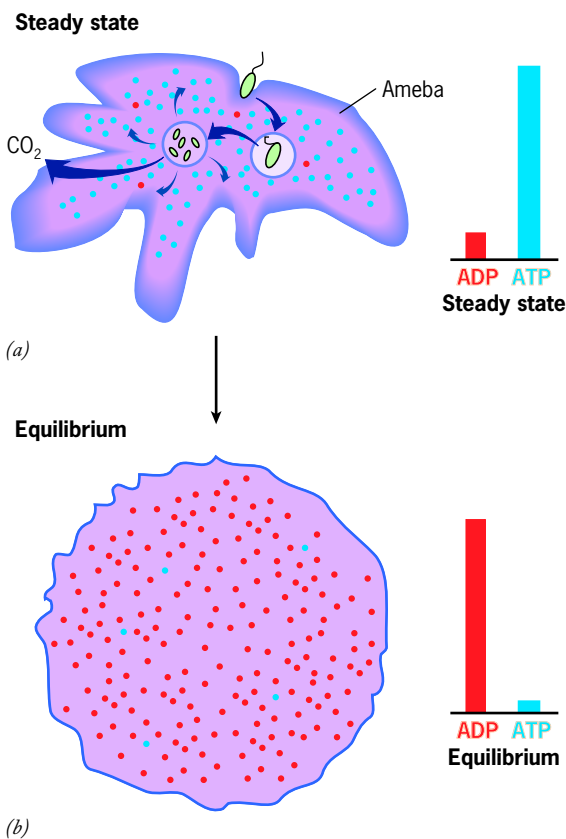 Steady state
Ameba
CO2
ADP ATP
Steady state
(a)
Equilibrium
ADP ATP
Equilibrium
(b)